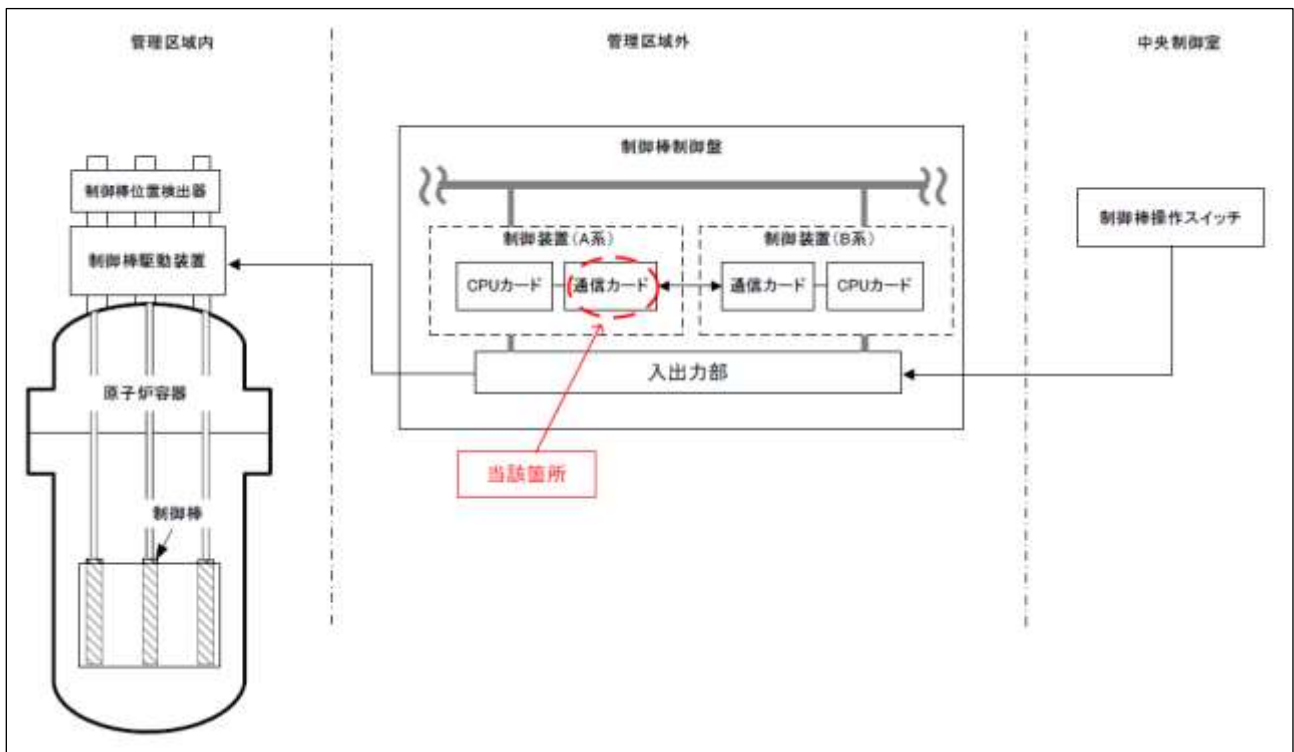 管理区域内
管理区域外
中央制御室
制御棒制御盤
制御棒位置検出器
制御棒駆動装置
制御装置(A系)
制御装置(B系)
制御棒操作スイッチ
CPUカード
通信カード
通信カード
CPUカード
入出力部
原子炉容器
当該箇所
制御棒